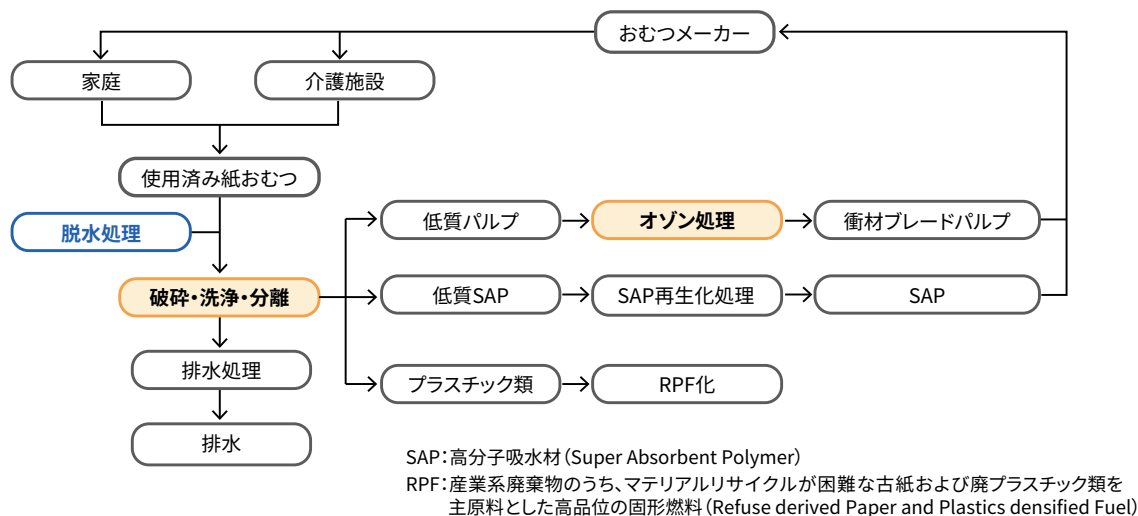 おむつメーカー
家庭
介護施設
使用済み紙おむつ
脱水処理
低質パルプ
オゾン処理
衝材ブレードパルプ
破砕・洗浄・分離
低質SAP
SAP再生化処理
SAP
排水処理
プラスチック類
RPF化
排水
SAP：高分子吸水材（Super Absorbent Polymer）
RPF：産業系廃棄物のうち、マテリアルリサイクルが困難な古紙および廃プラスチック類を
主原料とした高品位の固形燃料（Refuse derived Paper and Plastics densified Fuel）